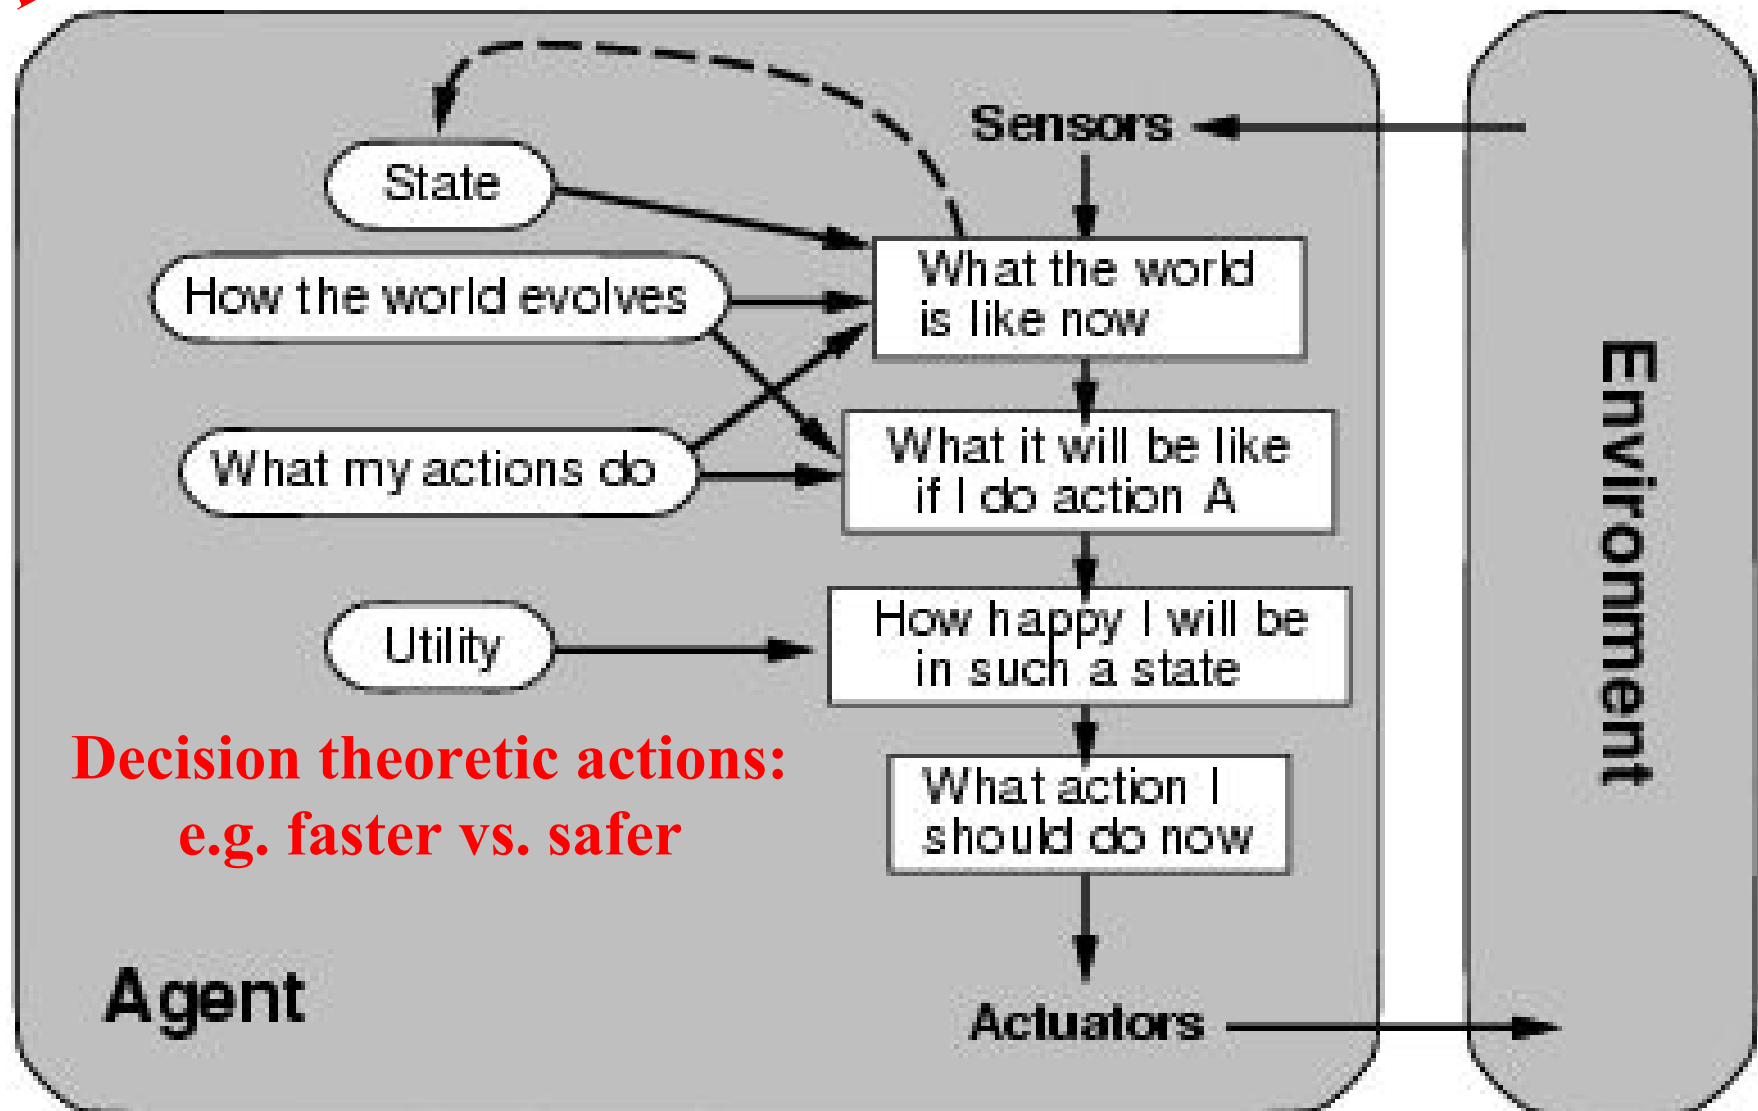 Sensors
State
What the world
is like now
How the world evolves
What my actions do
What it will be like
if I do action A
Utility
How happy I will be
in such a state
Decision theoretic actions:
e.g. faster vs. safer
What action I
should do now
Agent
Actuators
Environment